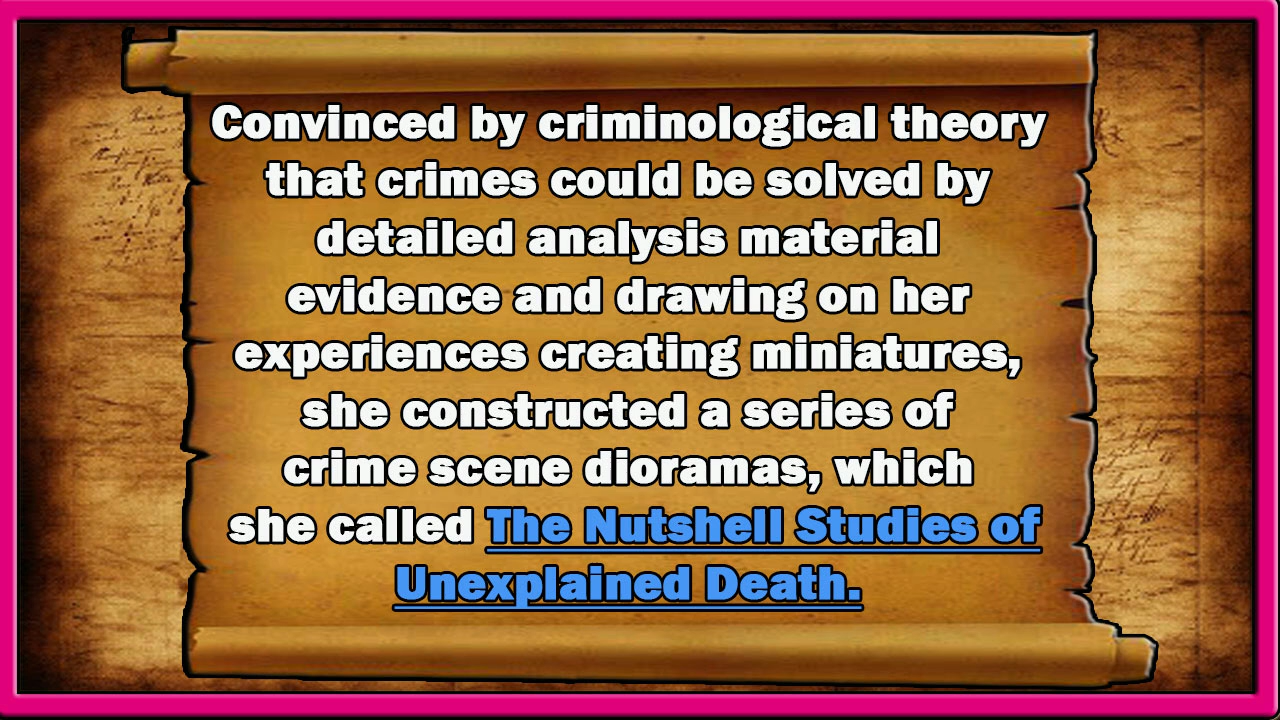 Convinced by criminological theory
that crimes could be solved by
detailed analysis material
evidence and drawing on her
experiences creating miniatures,
she constructed a series of
crime scene dioramas, which
she called The Nutshell Studies of
Unexplained Death.